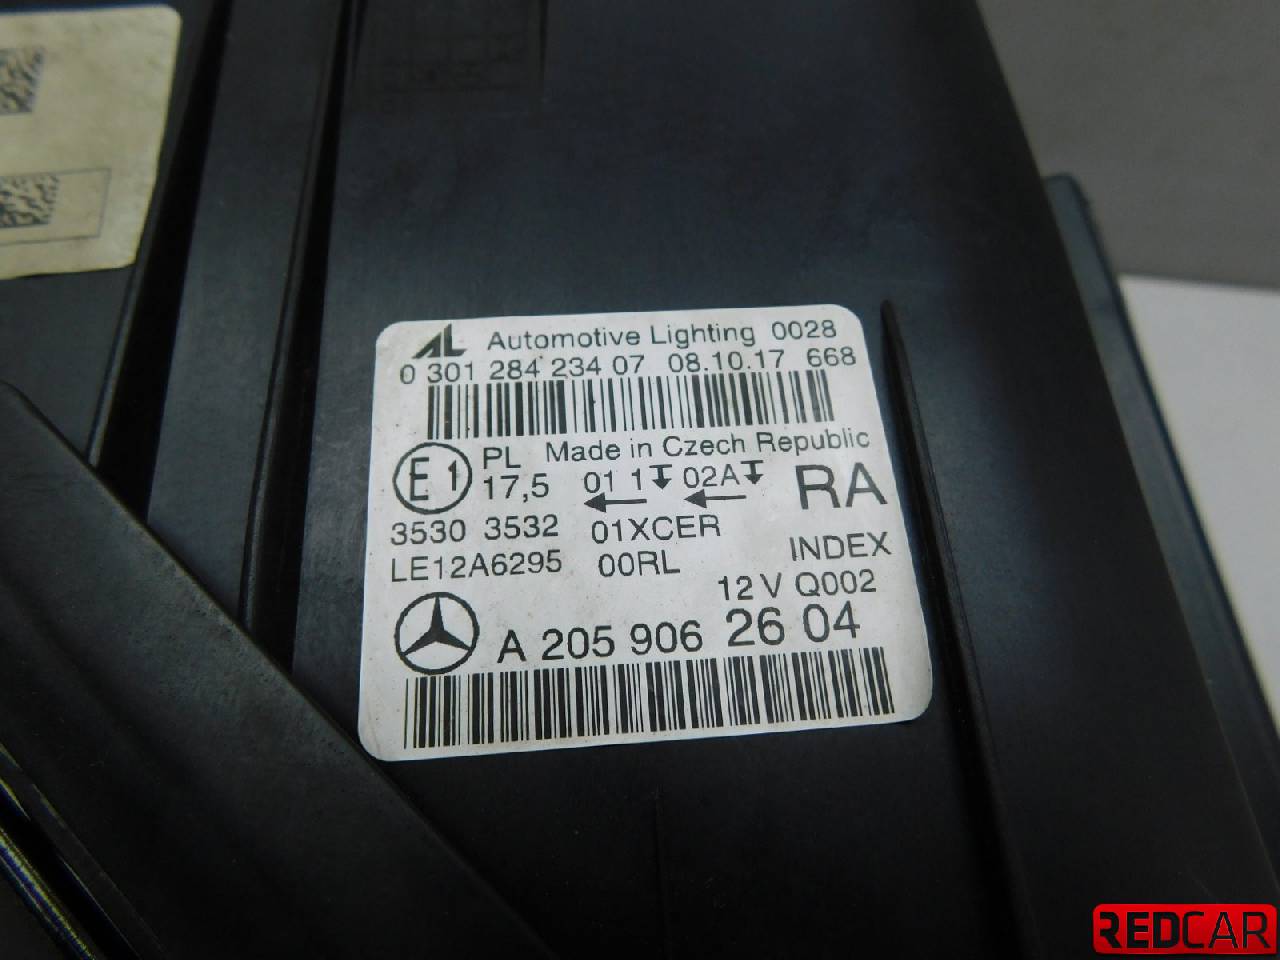 AL Automotive Lighting 0028
0 301 284 234 07 08.10.17 668
E1 PL Made in Czech Republic
17,5 01 1 02A RA
3530 3532 01XCER
LE12A6295 00RL INDEX
12 V Q002
A 205 906 26 04
REDCAR